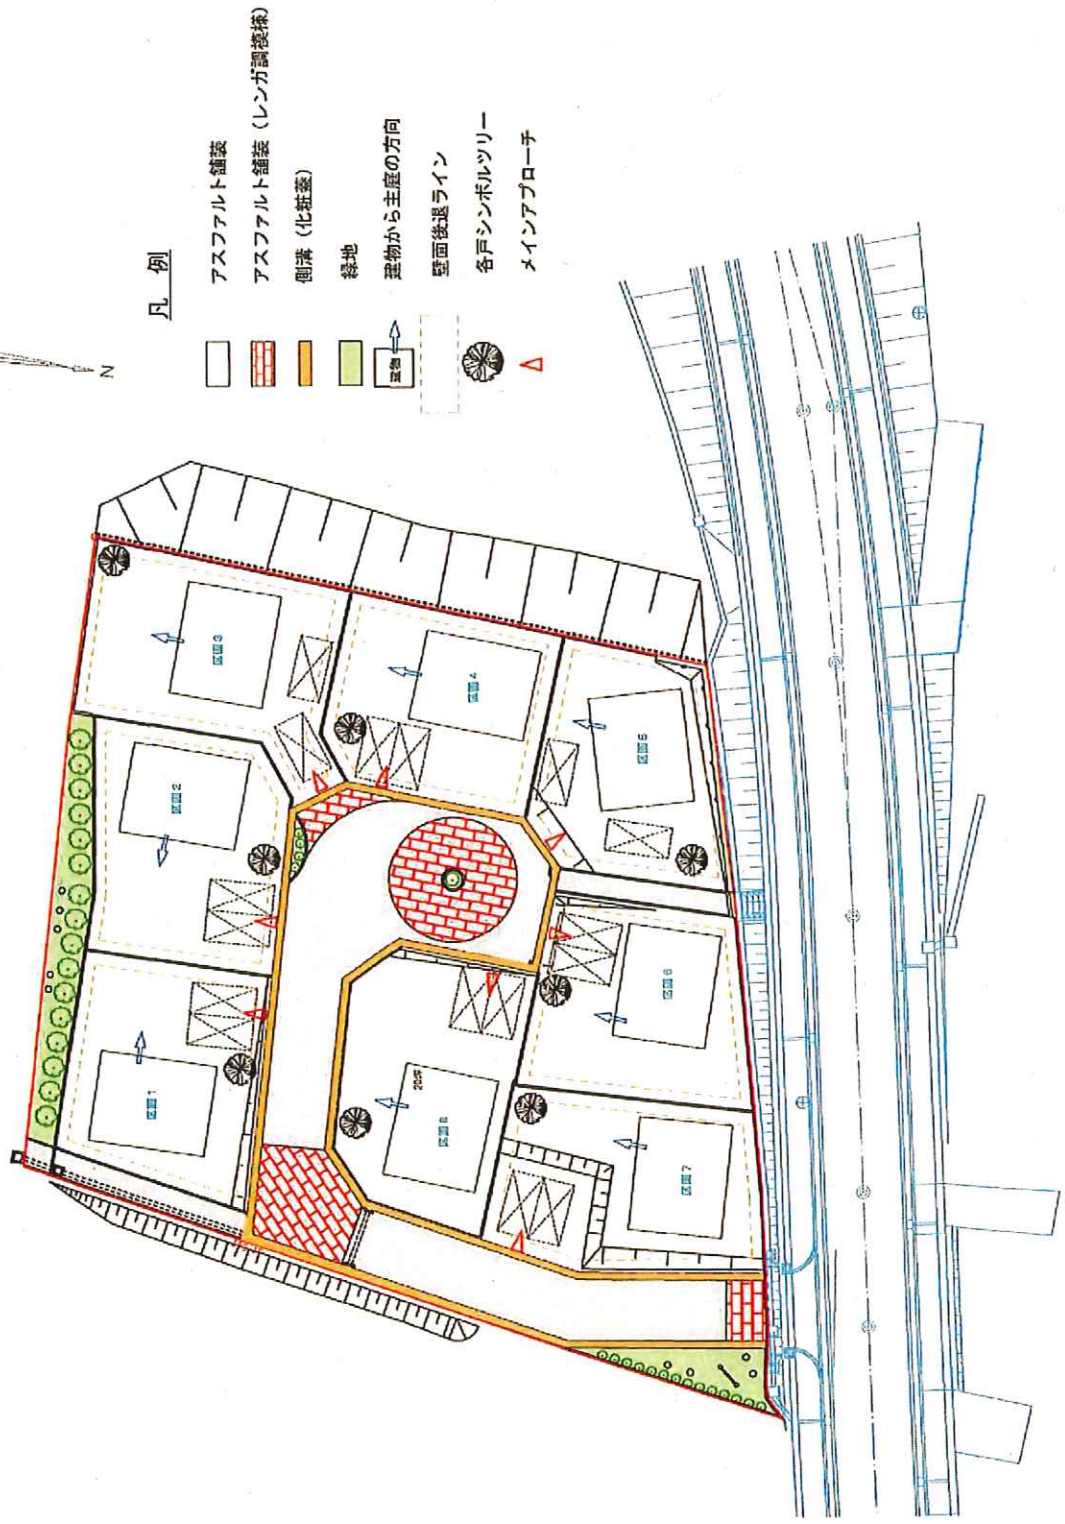 N
凡　例
アスファルト舗装
アスファルト舗装（レンガ調模様）
側溝（化粧蓋）
緑地
建物
建物から主庭の方向
壁面後退ライン
各戸シンボルツリー
メインアプローチ
区画 1
区画 2
区画 3
区画 4
区画 5
区画 6
区画 7
区画 8